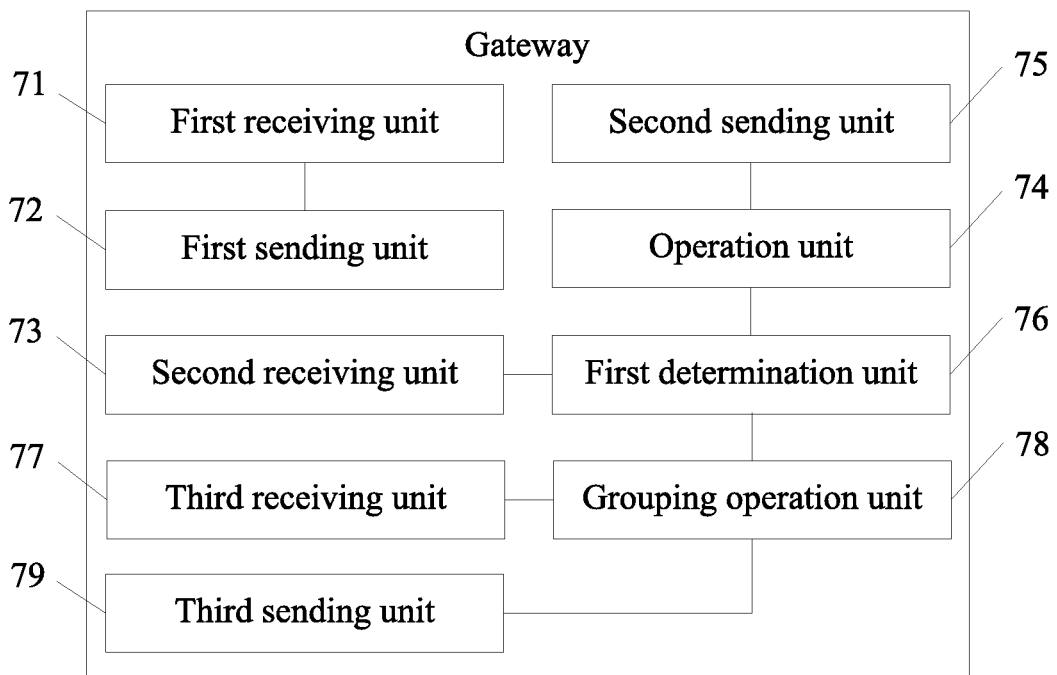 Gateway
71
First receiving unit
Second sending unit
75
72
First sending unit
Operation unit
74
73
Second receiving unit
First determination unit
76
77
Third receiving unit
Grouping operation unit
78
79
Third sending unit